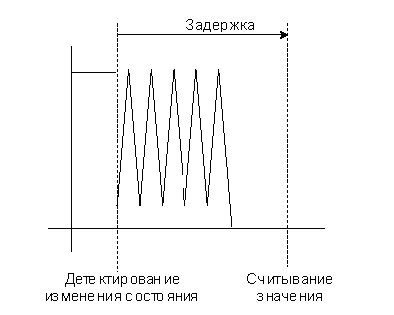 Задержка
Детектирование
изменения состояния
Считывание
значения